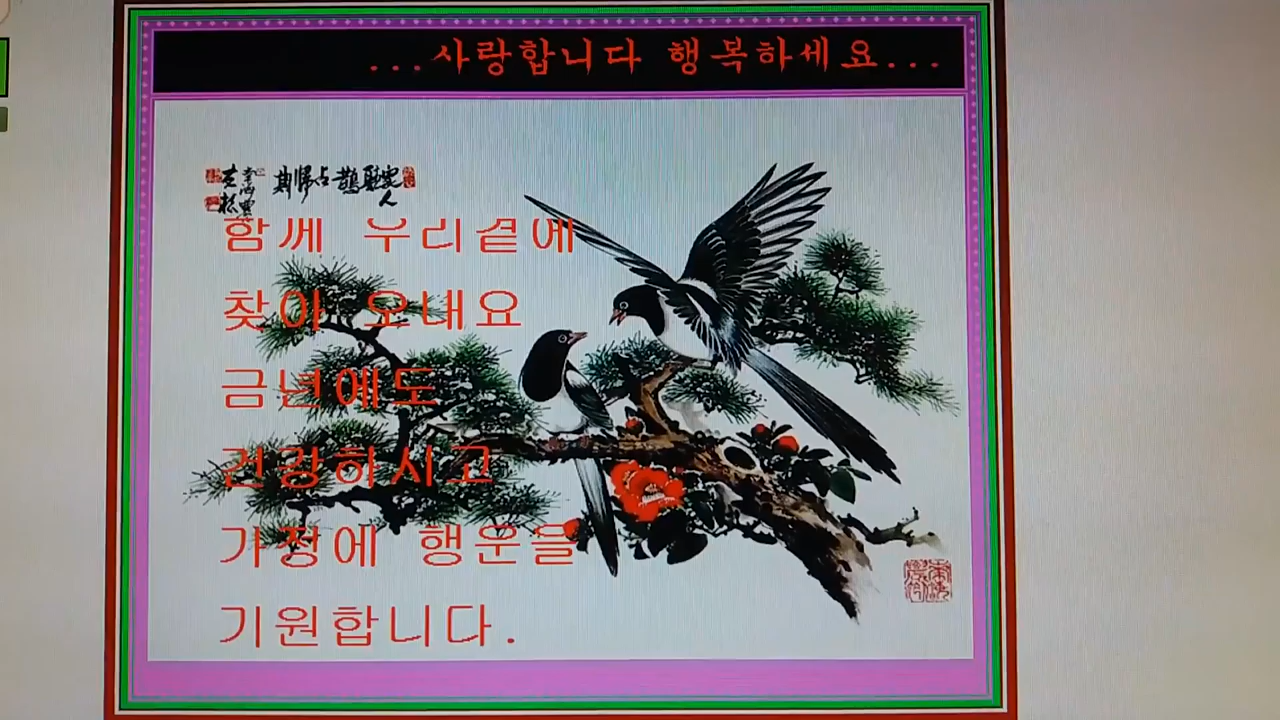 ...사랑합니다 행복하세요...
함께 우리곁에
찾아 오내요
금년에도
건강하시고
가정에 행운을
기원합니다.